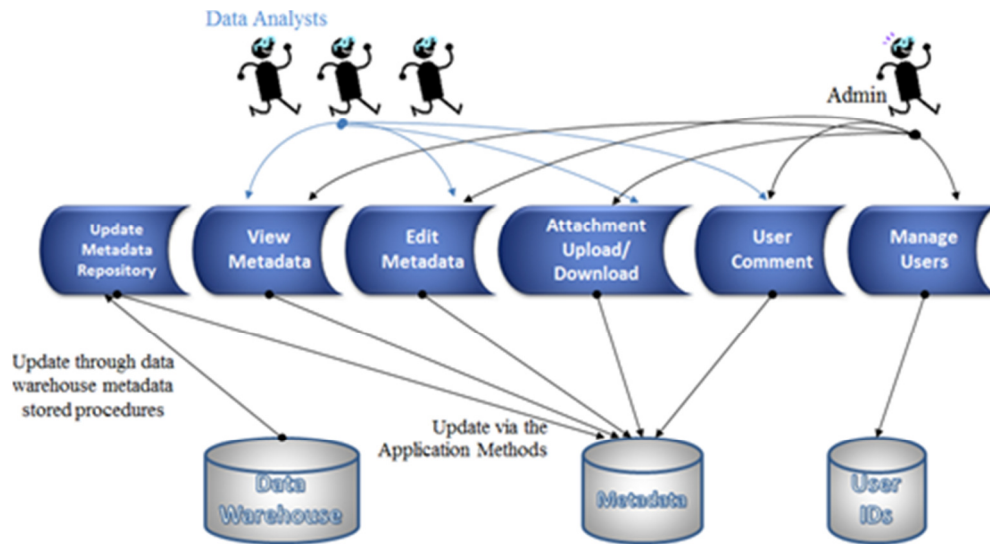 Data Analysts
Admin
Update
Metadada
Repository
View
Metadata
Edit
Metadata
Attachment
Upload/
Download
User
Comment
Manage
Users
Update through data
warehouse metadata
stored procedures
Update via the
Application Methods
Data
Warehouse
Metadata
User
IDs